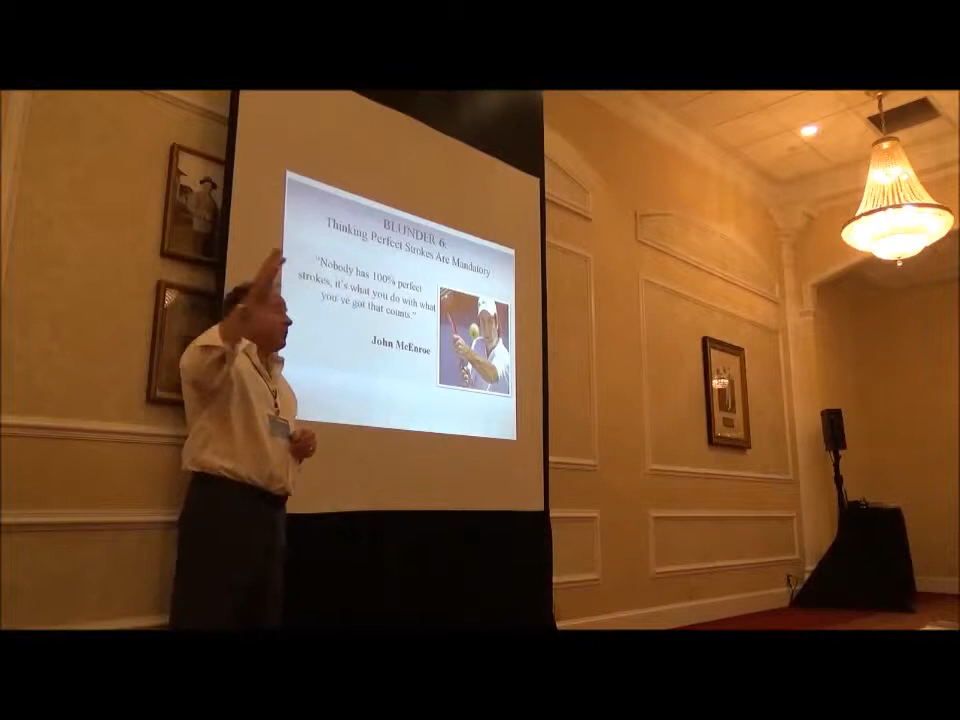 BLUNDER 6:
Thinking Perfect Strokes Are Mandatory
"Nobody has 100% perfect
strokes, it's what you do with what
you've got that counts."
John McEnroe